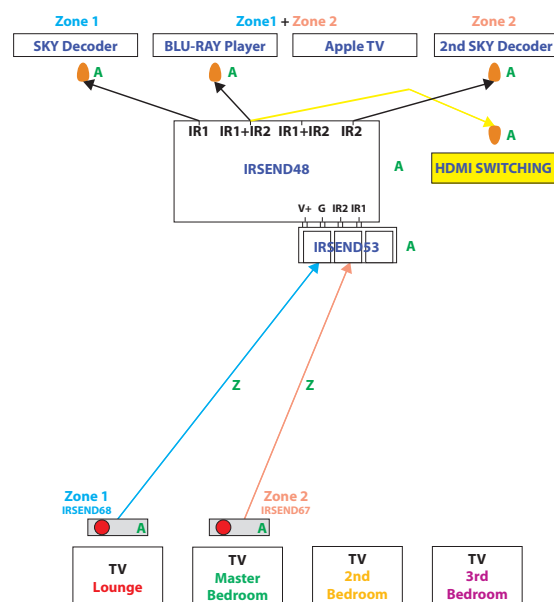 Zone 1 Zone1 + Zone 2 Zone 2
SKY Decoder BLU-RAY Player Apple TV 2nd SKY Decoder
A A A
IR1 IR1+IR2 IR1+IR2 IR2 A
IRSEND48 A HDMI SWITCHING
V+ G IR2 IR1
IRSEND53 A
Z Z
Zone 1 Zone 2
IRSEND68 IRSEND67
A A
TV TV TV TV
Lounge Master 2nd 3rd
Bedroom Bedroom Bedroom